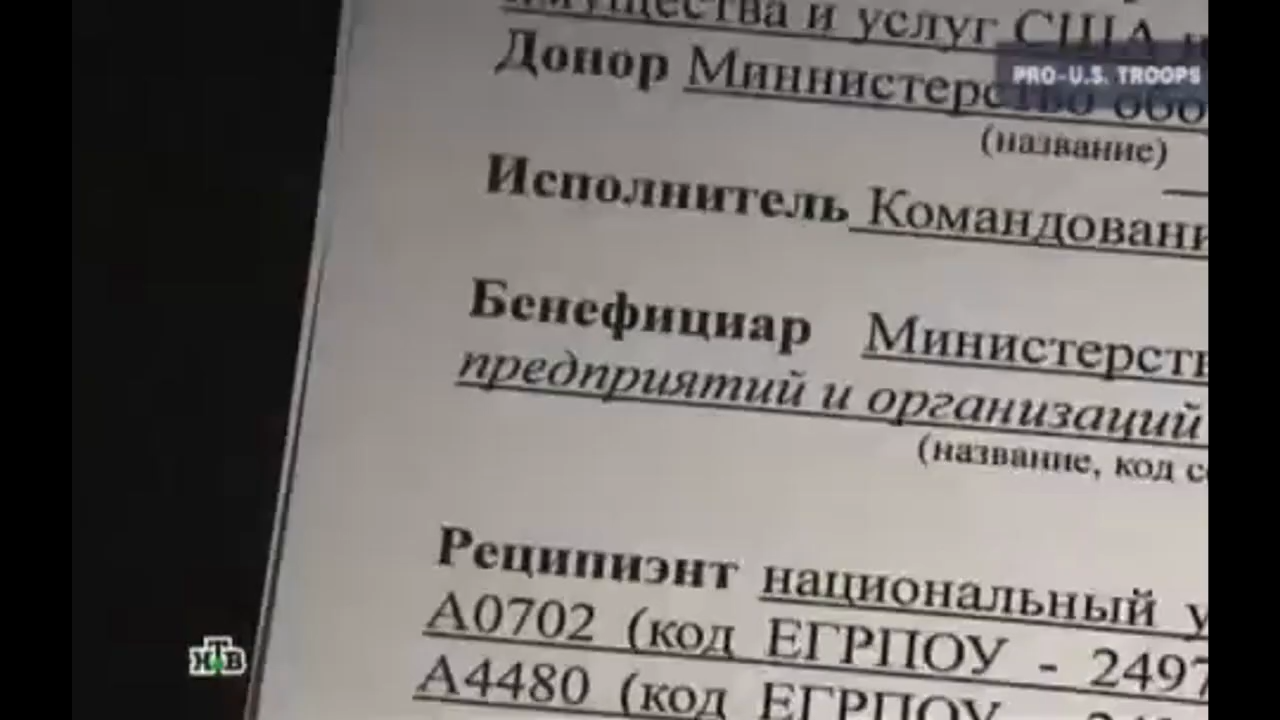 имущества и услуг США и
PRO-U.S. TROOPS
Донор Миннистерство обо
(название)
Исполнитель Командовани
Бенефициар Министерств
предприятий и организаций
(название, код с
Реципиэнт национальный у
А0702 (код ЕГРПОУ - 2497
А4480 (код ЕГРПОУ -
НТВ